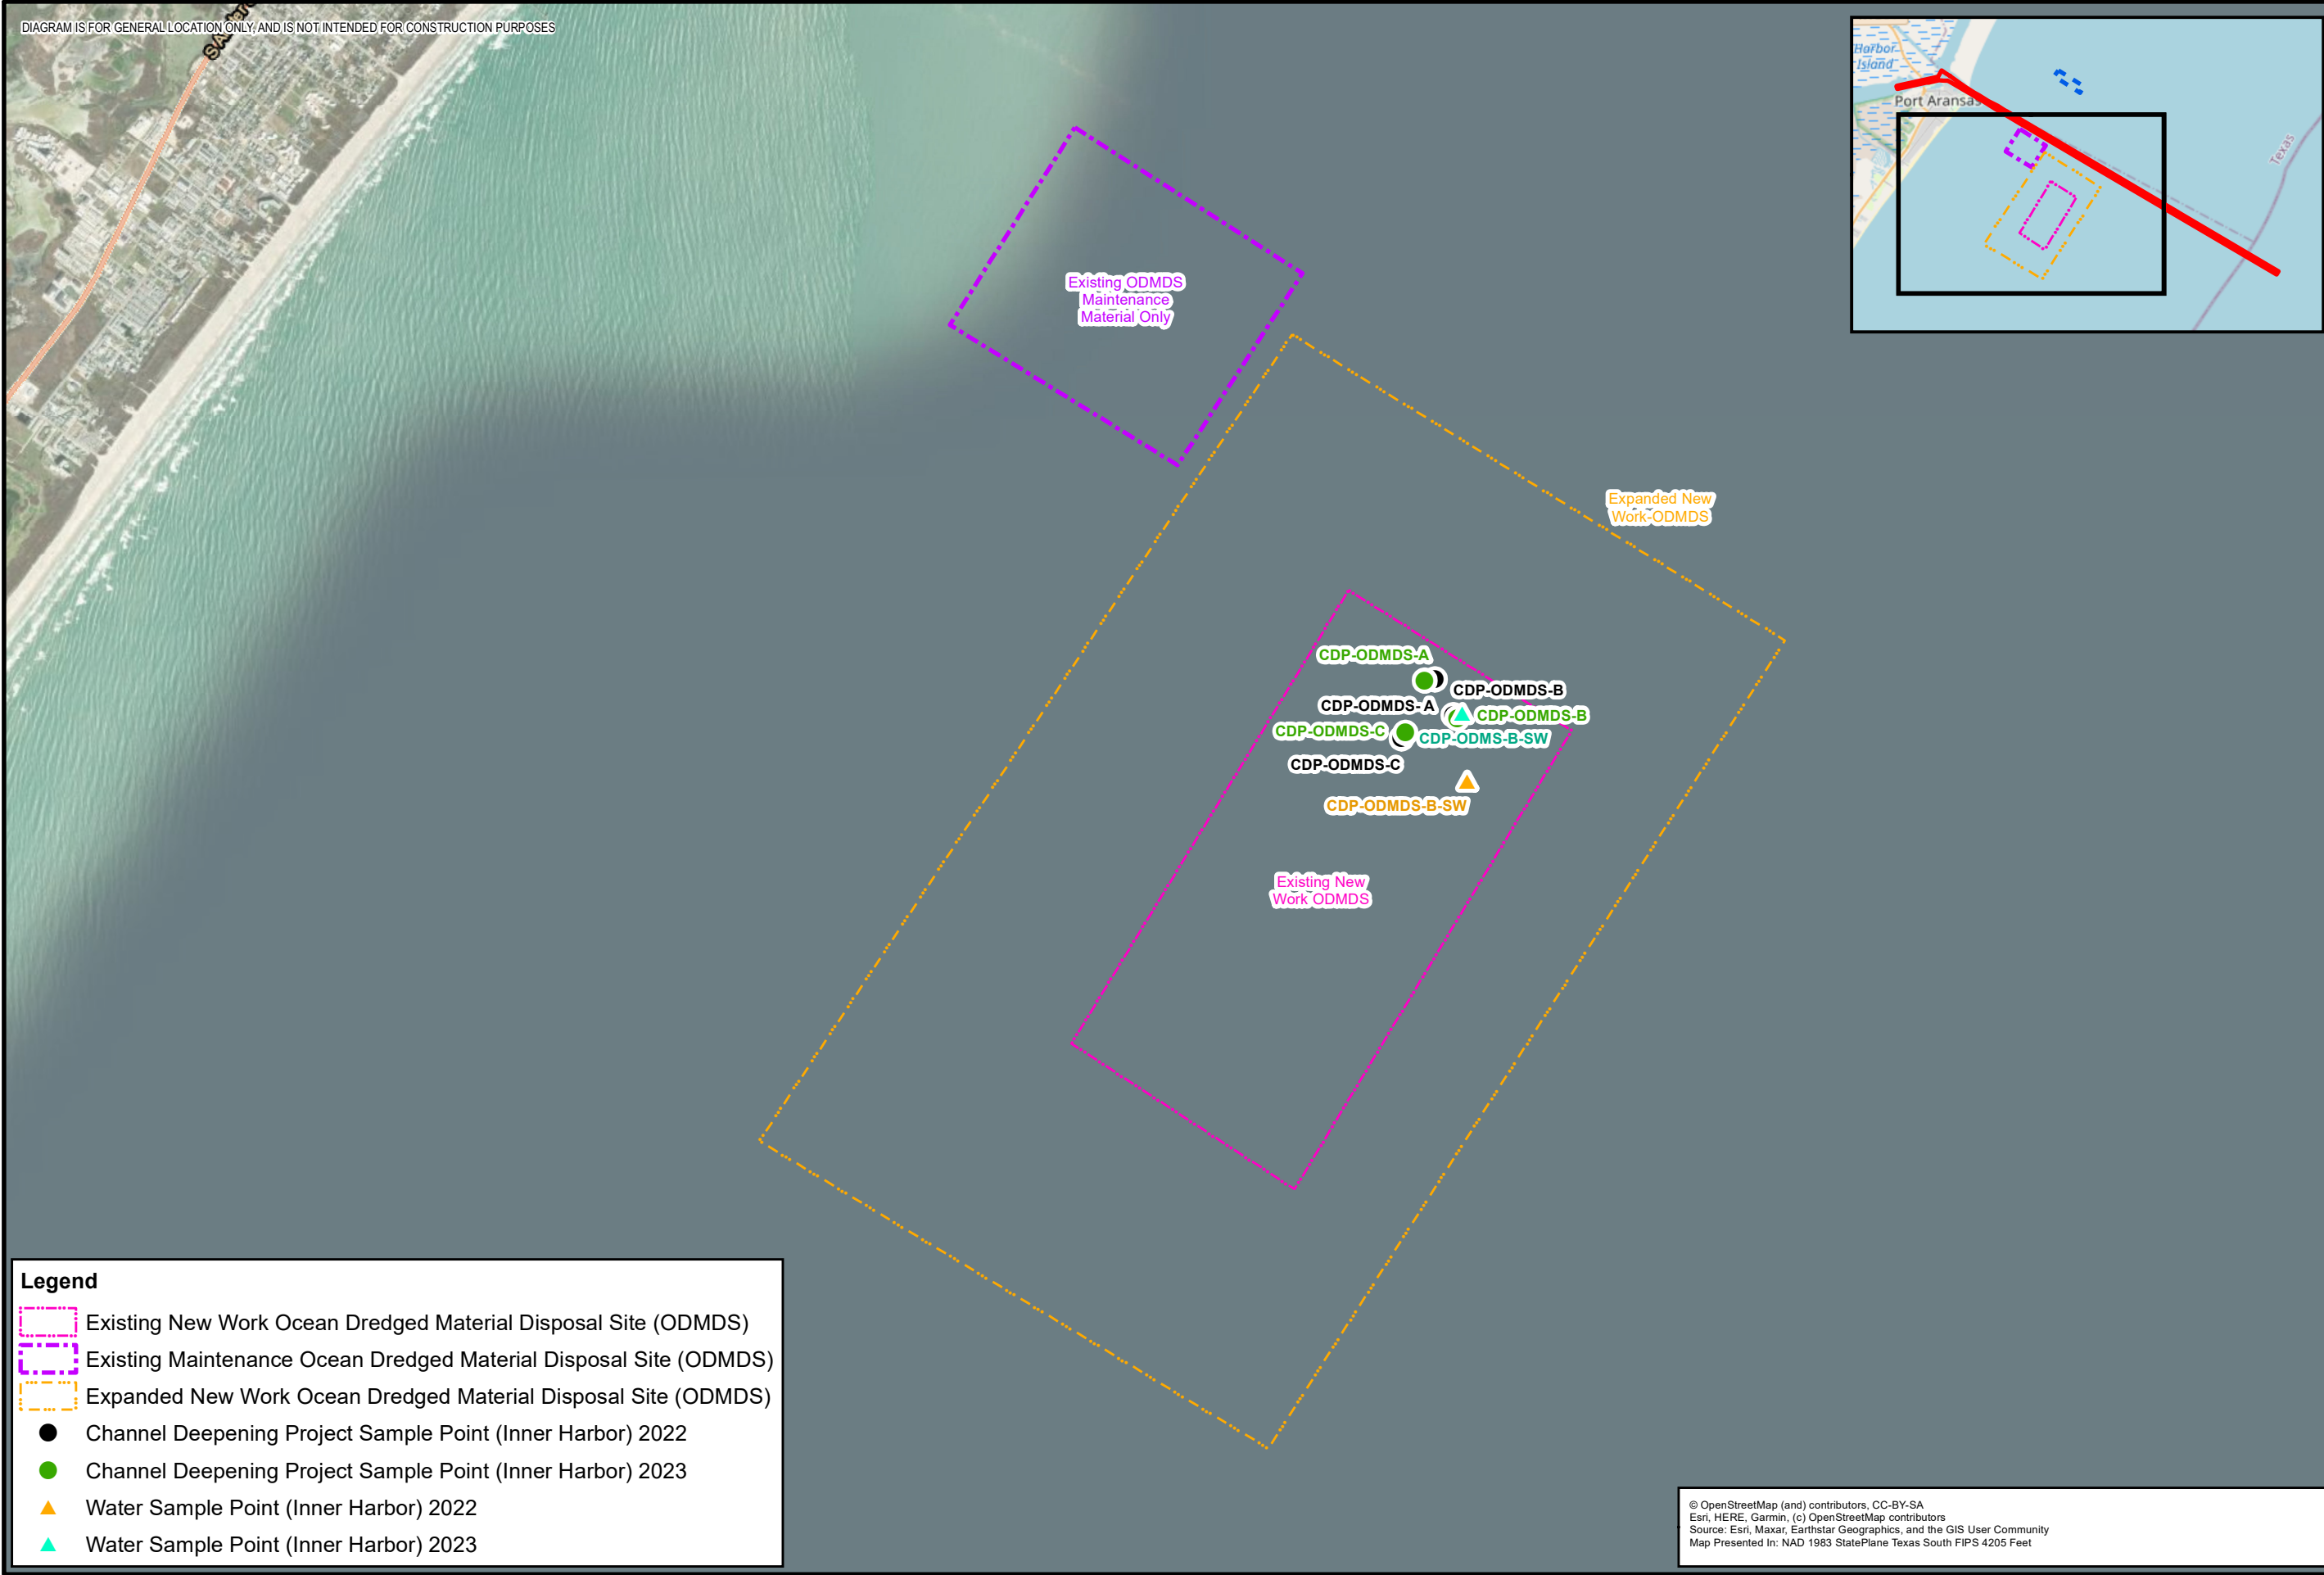 DIAGRAM IS FOR GENERAL LOCATION ONLY, AND IS NOT INTENDED FOR CONSTRUCTION PURPOSES
Harbor
Island
Port Aransas
Texas
Existing ODMDS
Maintenance
Material Only
Expanded New
Work-ODMDS
CDP-ODMDS-A
CDP-ODMDS-B
CDP-ODMDS-A
CDP-ODMDS-B
CDP-ODMDS-C
CDP-ODMS-B-SW
CDP-ODMDS-C
CDP-ODMDS-B-SW
Existing New
Work ODMDS
Legend
Existing New Work Ocean Dredged Material Disposal Site (ODMDS)
Existing Maintenance Ocean Dredged Material Disposal Site (ODMDS)
Expanded New Work Ocean Dredged Material Disposal Site (ODMDS)
Channel Deepening Project Sample Point (Inner Harbor) 2022
Channel Deepening Project Sample Point (Inner Harbor) 2023
Water Sample Point (Inner Harbor) 2022
Water Sample Point (Inner Harbor) 2023
© OpenStreetMap (and) contributors, CC-BY-SA
Esri, HERE, Garmin, (c) OpenStreetMap contributors
Source: Esri, Maxar, Earthstar Geographics, and the GIS User Community
Map Presented In: NAD 1983 StatePlane Texas South FIPS 4205 Feet